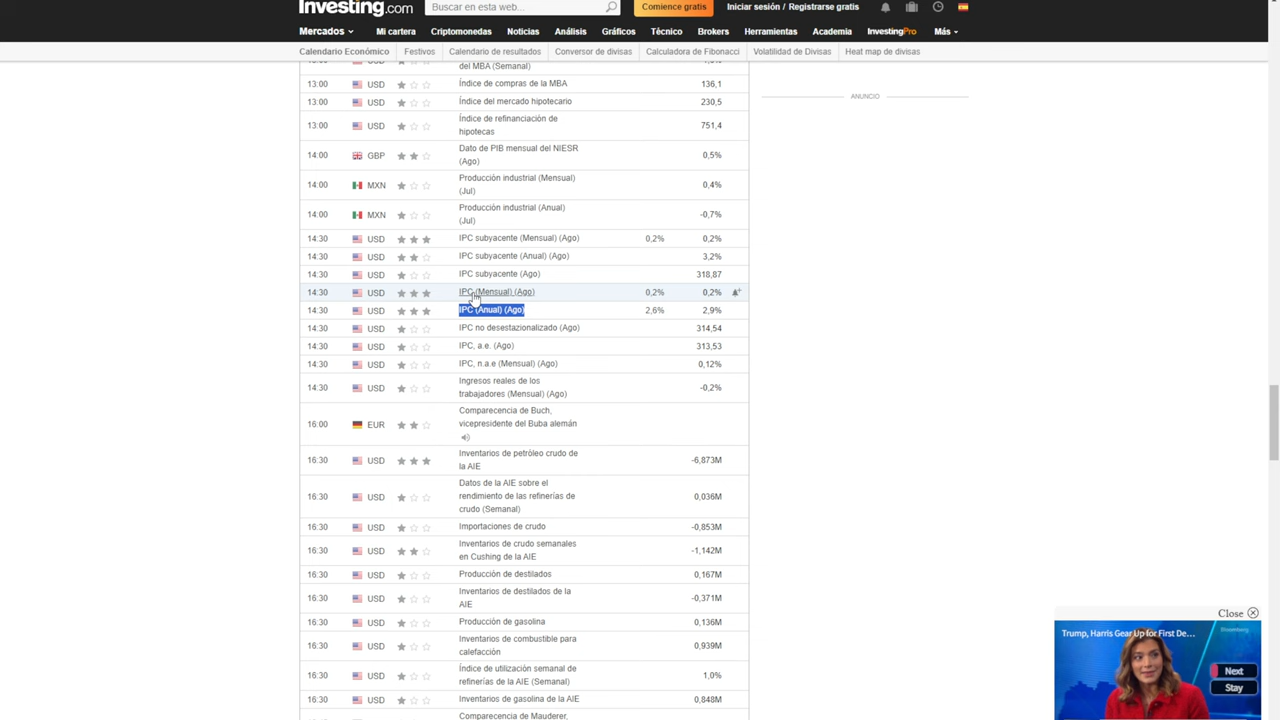 Investing.com
Buscar en esta web...
Comience gratis
Iniciar sesión / Registrarse gratis
Mercados
Mi cartera
Criptomonedas
Noticias
Análisis
Gráficos
Técnico
Brokers
Herramientas
Academia
InvestingPro
Más
Calendario Económico
Festivos
Calendario de resultados
Conversor de divisas
Calculadora de Fibonacci
Volatilidad de Divisas
Heat map de divisas
ANUNCIO
del MBA (Semanal)
13:00 USD Índice de compras de la MBA 136,1
13:00 USD Índice del mercado hipotecario 230,5
13:00 USD Índice de refinanciación de 751,4
hipotecas
14:00 GBP Dato de PIB mensual del NIESR 0,5%
(Ago)
14:00 MXN Producción industrial (Mensual) 0,4%
(Jul)
14:00 MXN Producción industrial (Anual) -0,7%
(Jul)
14:30 USD IPC subyacente (Mensual) (Ago) 0,2% 0,2%
14:30 USD IPC subyacente (Anual) (Ago) 3,2%
14:30 USD IPC subyacente (Ago) 318,87
14:30 USD IPC (Mensual) (Ago) 0,2% 0,2%
14:30 USD IPC (Anual) (Ago) 2,6% 2,9%
14:30 USD IPC no desestazionalizado (Ago) 314,54
14:30 USD IPC, a.e. (Ago) 313,53
14:30 USD IPC, n.a.e (Mensual) (Ago) 0,12%
14:30 USD Ingresos reales de los -0,2%
trabajadores (Mensual) (Ago)
16:00 EUR Comparecencia de Buch,
vicepresidente del Buba alemán
16:30 USD Inventarios de petróleo crudo de -6,873M
la AIE
16:30 USD Datos de la AIE sobre el 0,036M
rendimiento de las refinerías de
crudo (Semanal)
16:30 USD Importaciones de crudo -0,853M
16:30 USD Inventarios de crudo semanales -1,142M
en Cushing de la AIE
16:30 USD Producción de destilados 0,167M
16:30 USD Inventarios de destilados de la -0,371M
AIE
16:30 USD Producción de gasolina 0,136M
16:30 USD Inventarios de combustible para 0,939M
calefacción
16:30 USD Índice de utilización semanal de 1,0%
refinerías de la AIE (Semanal)
16:30 USD Inventarios de gasolina de la AIE 0,848M
Comparecencia de Mauderer,
Close
Trump, Harris Gear Up for First De...
Bloomberg
Next
Stay